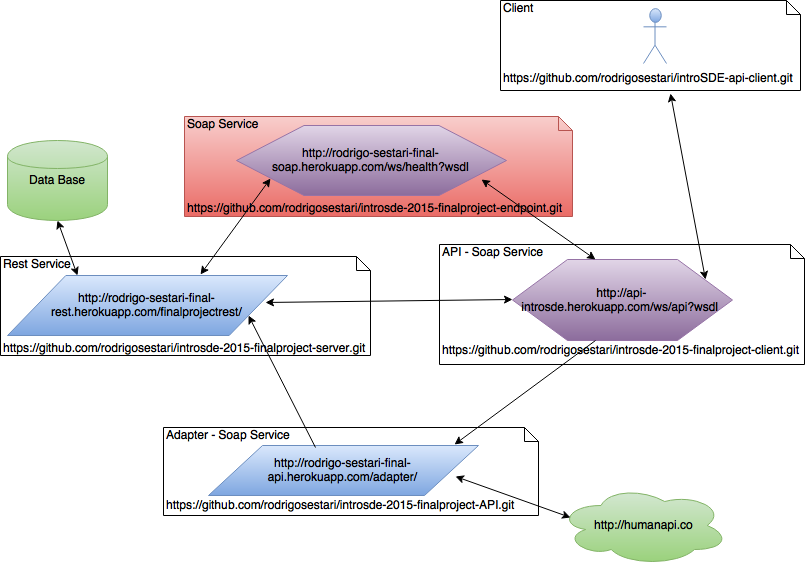 Client
https://github.com/rodrigosestari/introSDE-api-client.git
Soap Service
http://rodrigo-sestari-final-
soap.herokuapp.com/ws/health?wsdl
https://github.com/rodrigosestari/introsde-2015-finalproject-endpoint.git
Data Base
Rest Service
http://rodrigo-sestari-final-
rest.herokuapp.com/finalprojectrest/
https://github.com/rodrigosestari/introsde-2015-finalproject-server.git
API - Soap Service
http://api-
introsde.herokuapp.com/ws/api?wsdl
https://github.com/rodrigosestari/introsde-2015-finalproject-client.git
Adapter - Soap Service
http://rodrigo-sestari-final-
api.herokuapp.com/adapter/
https://github.com/rodrigosestari/introsde-2015-finalproject-API.git
http://humanapi.co